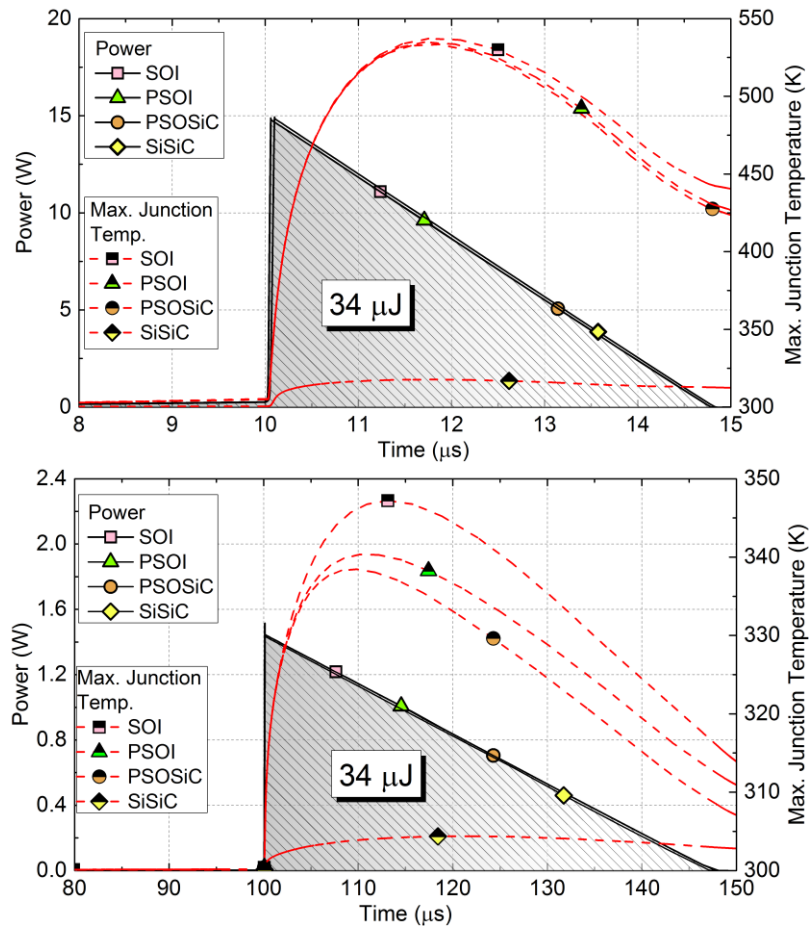 20
15
10
5
0
Power (W)
550
500
450
400
350
300
Max. Junction Temperature (K)
Power
SOI
PSOI
PSOSiC
SiSiC
Max. Junction
Temp.
SOI
PSOI
PSOSiC
SiSiC
34 μJ
8 9 10 11 12 13 14 15
Time (μs)
2.4
2.0
1.6
1.2
0.8
0.4
0.0
Power (W)
350
340
330
320
310
300
Max. Junction Temperature (K)
Power
SOI
PSOI
PSOSiC
SiSiC
Max. Junction
Temp.
SOI
PSOI
PSOSiC
SiSiC
34 μJ
80 90 100 110 120 130 140 150
Time (μs)